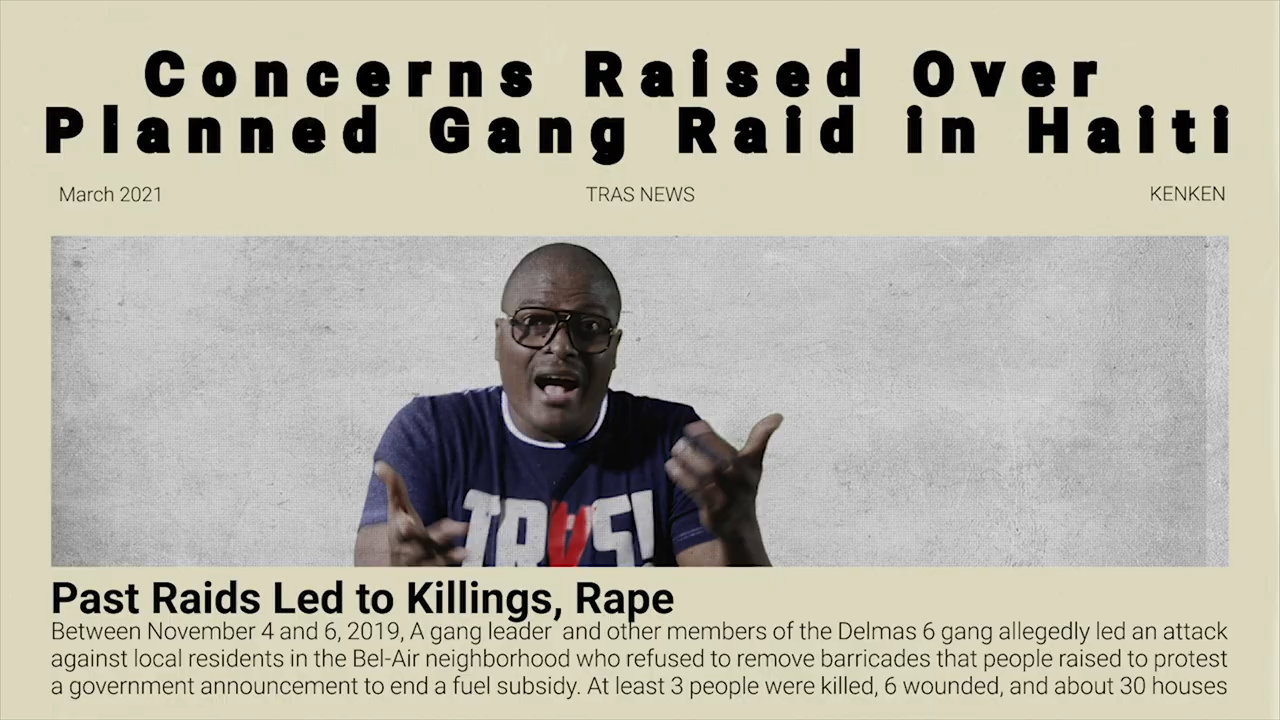 Concerns Raised Over
Planned Gang Raid in Haiti
March 2021 TRAS NEWS KENKEN
TRVS!
Past Raids Led to Killings, Rape
Between November 4 and 6, 2019, A gang leader and other members of the Delmas 6 gang allegedly led an attack
against local residents in the Bel-Air neighborhood who refused to remove barricades that people raised to protest
a government announcement to end a fuel subsidy. At least 3 people were killed, 6 wounded, and about 30 houses